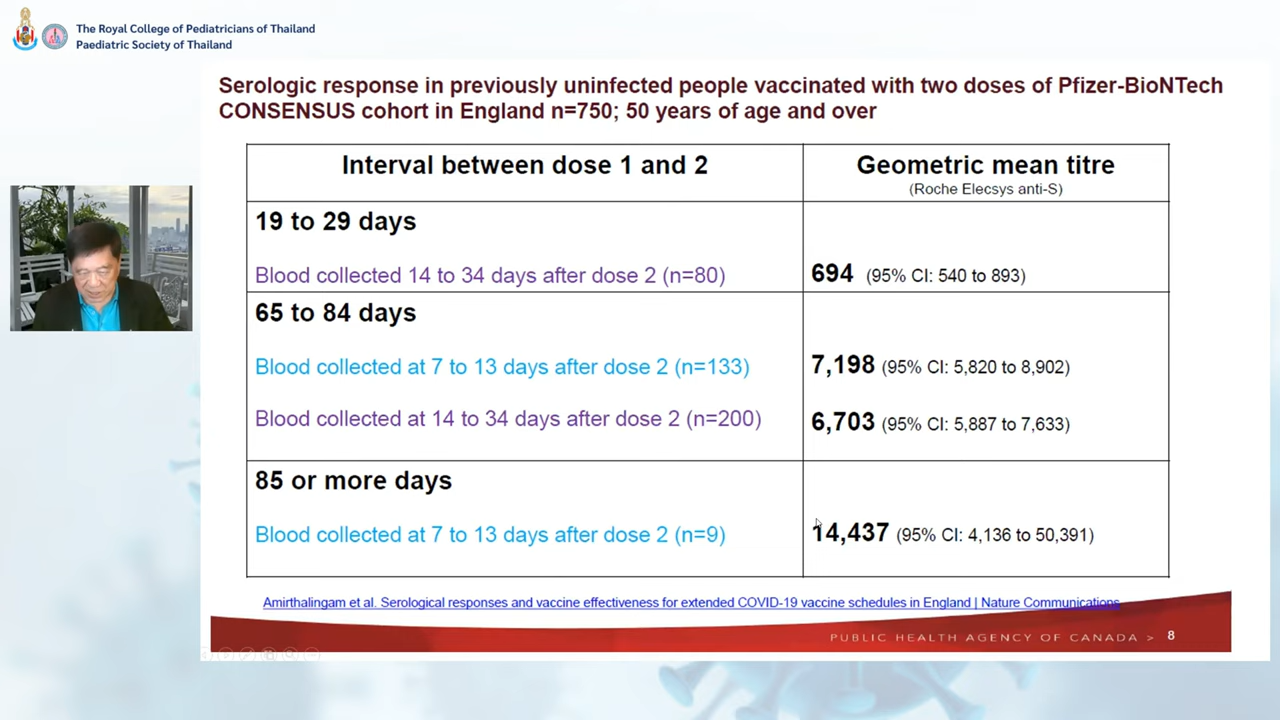 The Royal College of Pediatricians of Thailand
Paediatric Society of Thailand
Serologic response in previously uninfected people vaccinated with two doses of Pfizer-BioNTech
CONSENSUS cohort in England n=750; 50 years of age and over
Interval between dose 1 and 2
Geometric mean titre
(Roche Elecsys anti-S)
19 to 29 days
Blood collected 14 to 34 days after dose 2 (n=80)
694 (95% CI: 540 to 893)
65 to 84 days
Blood collected at 7 to 13 days after dose 2 (n=133)
7,198 (95% CI: 5,820 to 8,902)
Blood collected at 14 to 34 days after dose 2 (n=200)
6,703 (95% CI: 5,887 to 7,633)
85 or more days
Blood collected at 7 to 13 days after dose 2 (n=9)
14,437 (95% CI: 4,136 to 50,391)
Amirthalingam et al. Serological responses and vaccine effectiveness for extended COVID-19 vaccine schedules in England | Nature Communications
PUBLIC HEALTH AGENCY OF CANADA > 8